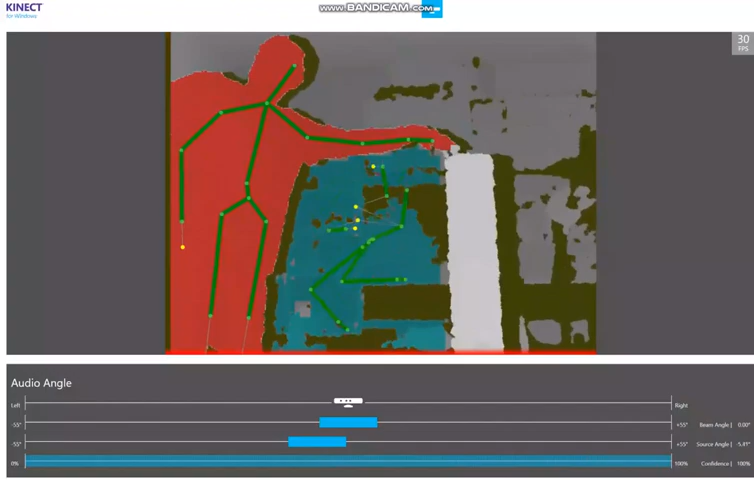 KINECT
for Windows
www.BANDICAM.COM
30
FPS
Audio Angle
Left
Right
-55°
+55°
Beam Angle |
0.00°
-55°
+55°
Source Angle |
-5.41°
0%
100%
Confidence |
100%